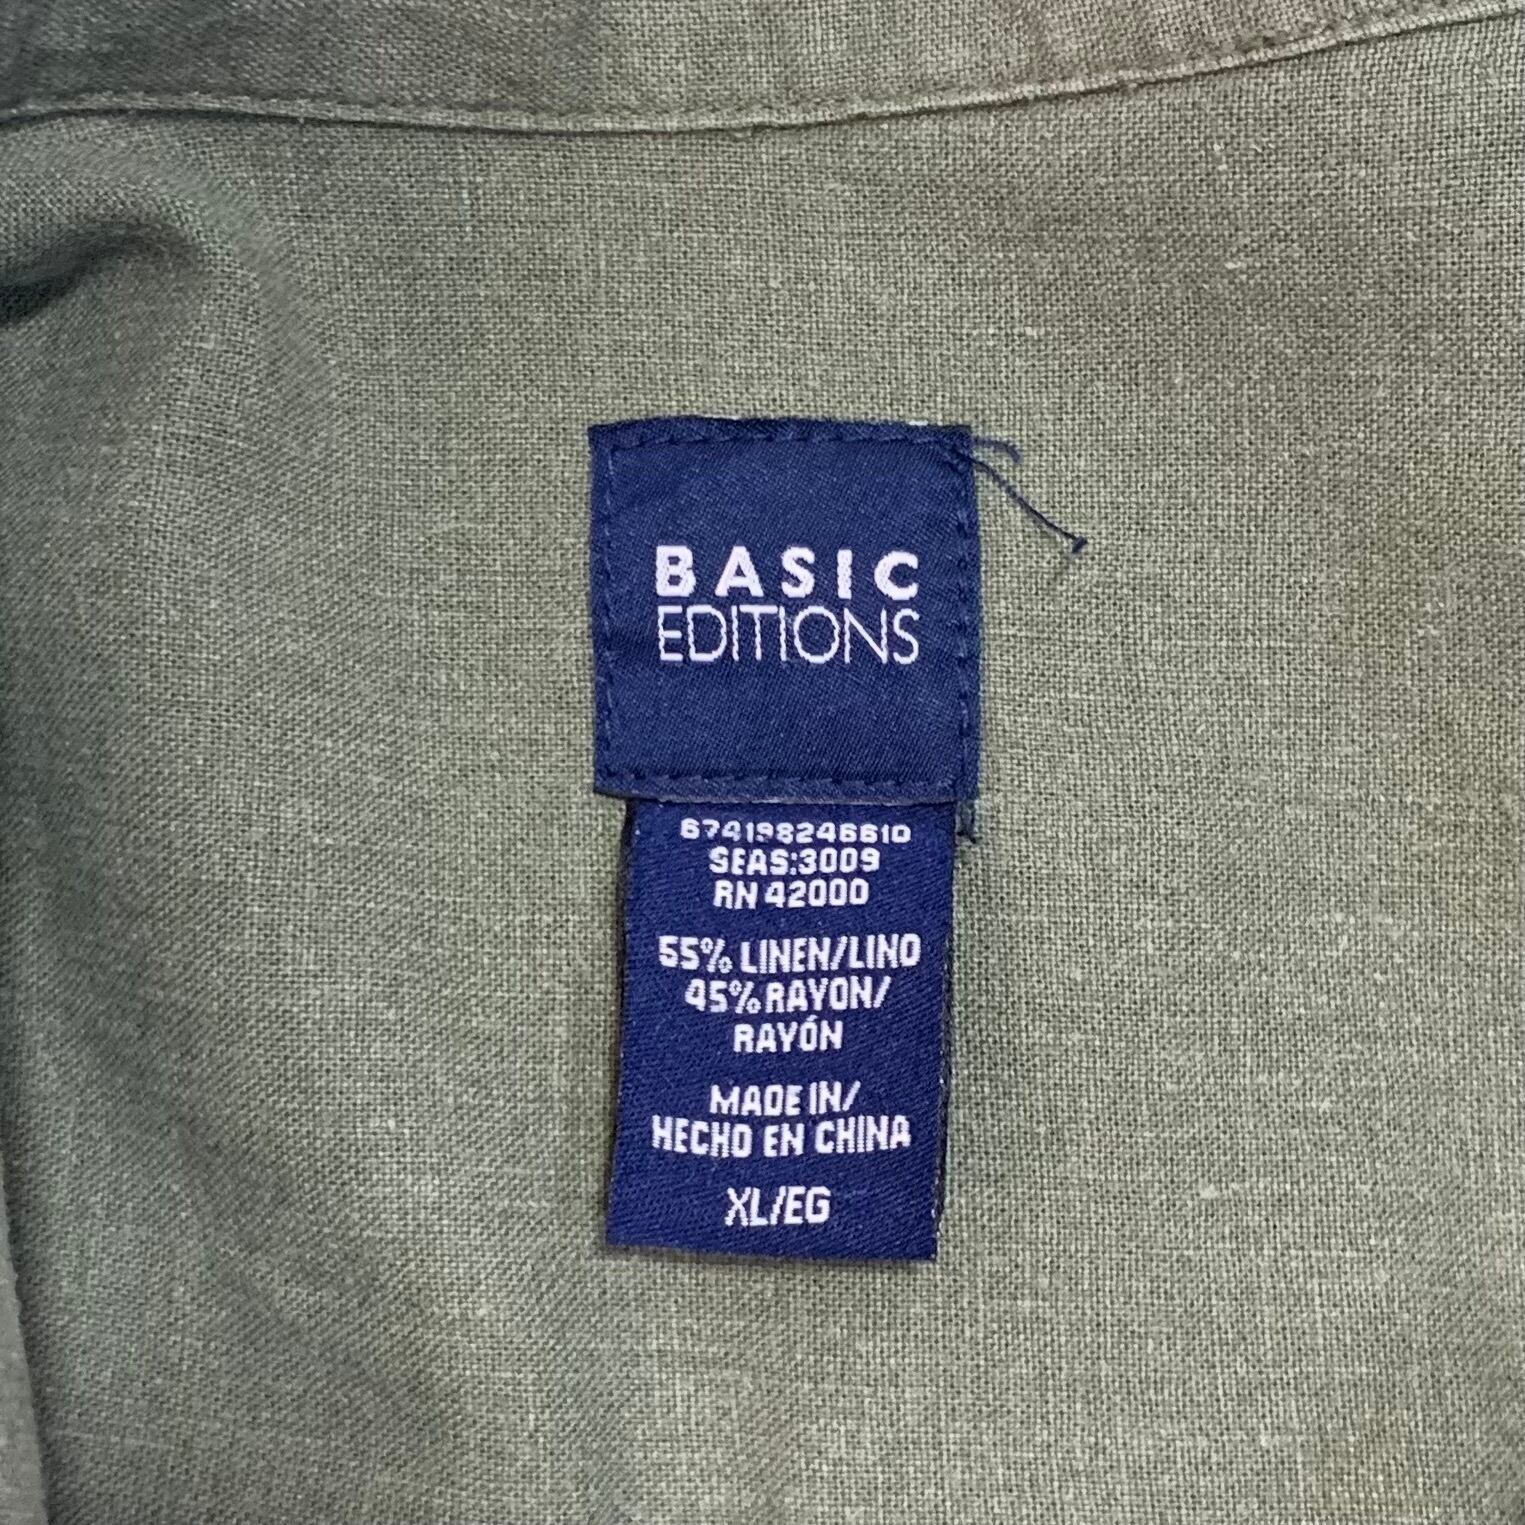 BASIC
EDITIONS
674198246610
SEAS:3009
RN 42000
55% LINEN/LINO
45% RAYON/
RAYÓN
MADE IN/
HECHO EN CHINA
XL/EG